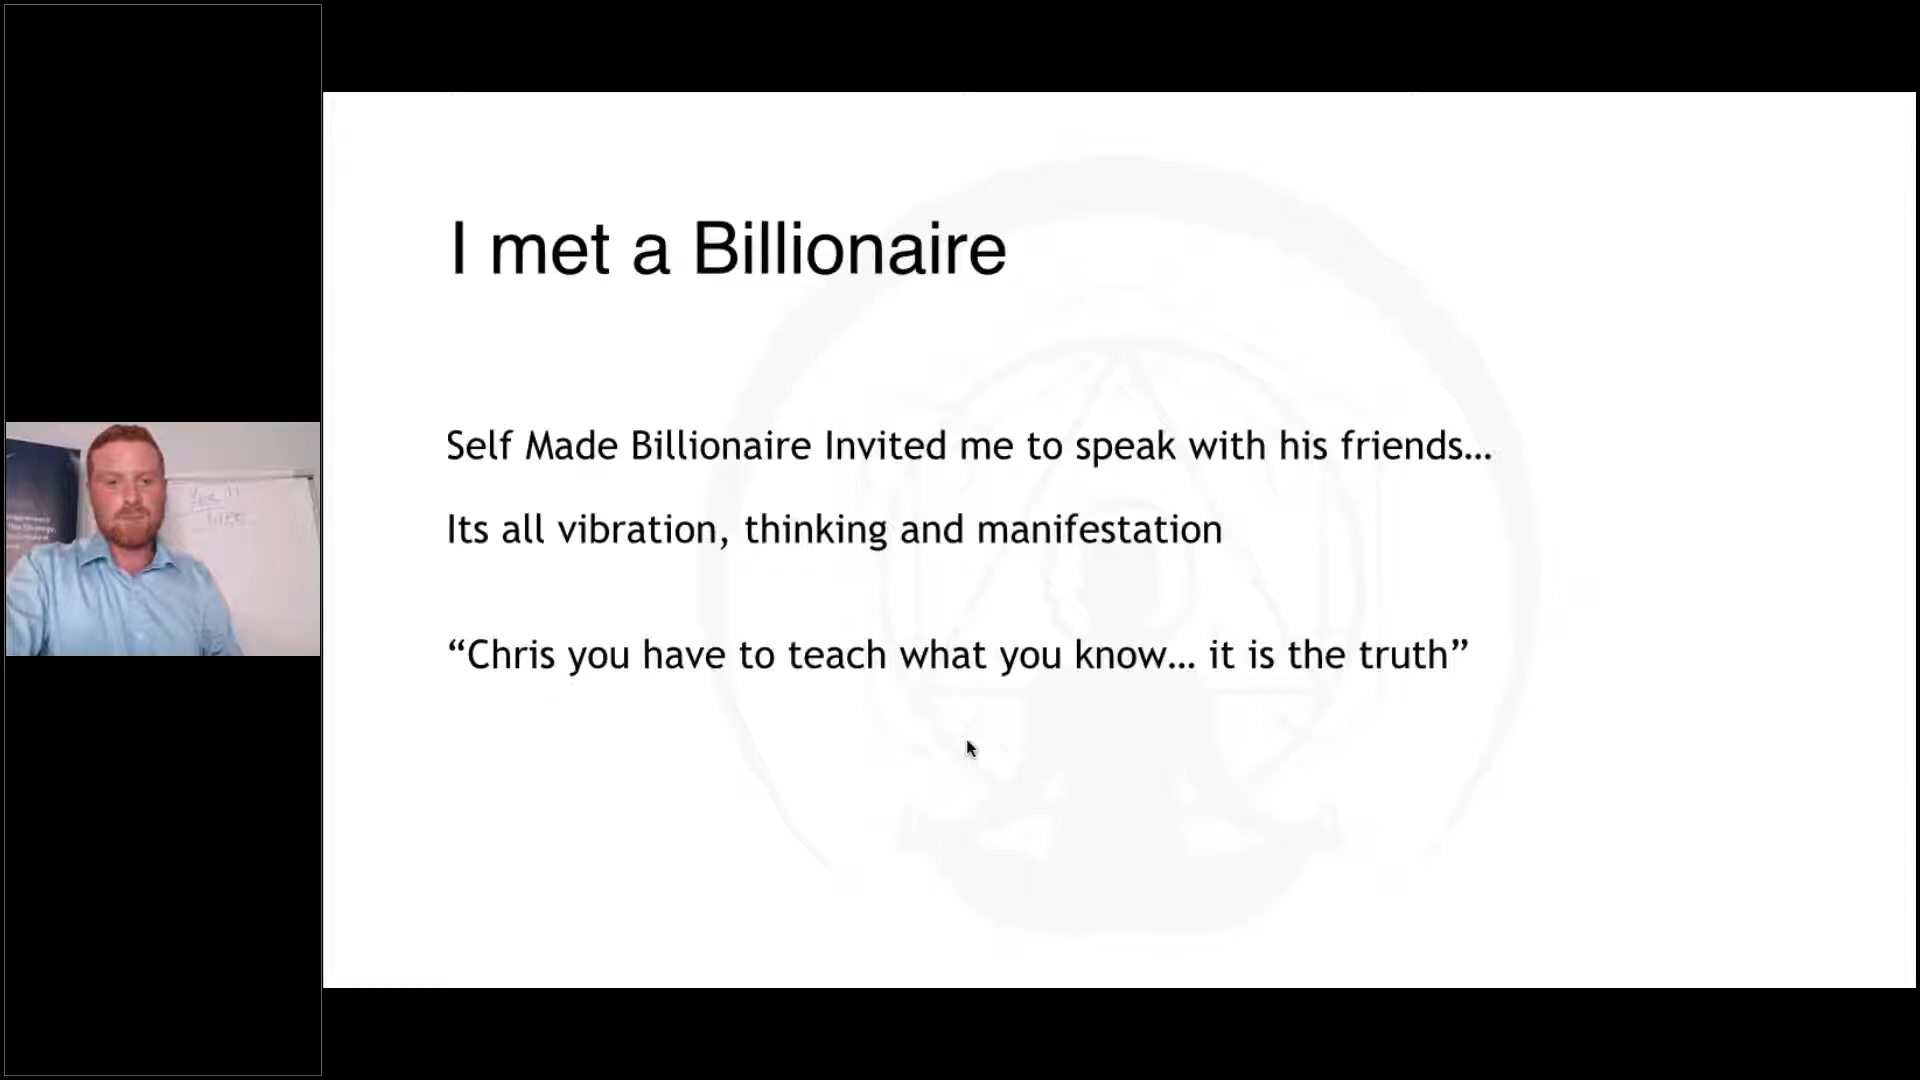 I met a Billionaire
Self Made Billionaire Invited me to speak with his friends...
Its all vibration, thinking and manifestation
“Chris you have to teach what you know... it is the truth”